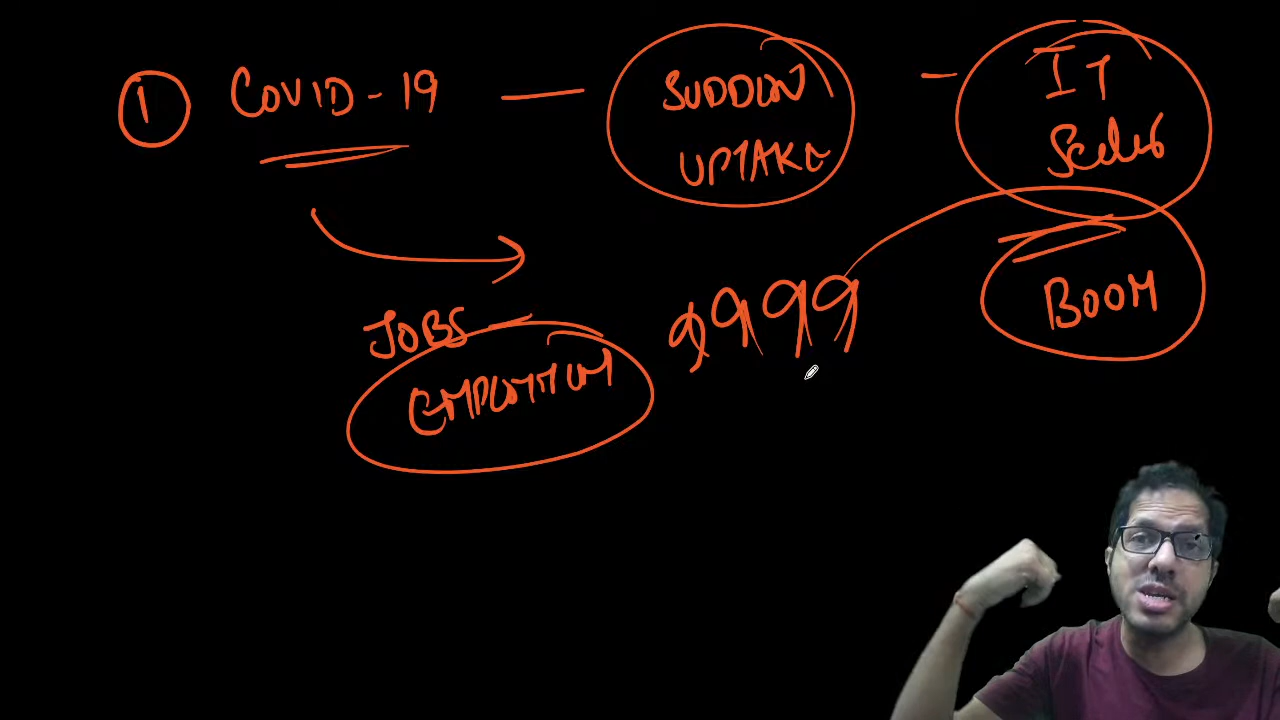 1 COVID-19 — SUDDEN UPTAKE — IT
BOOM
JOBS —